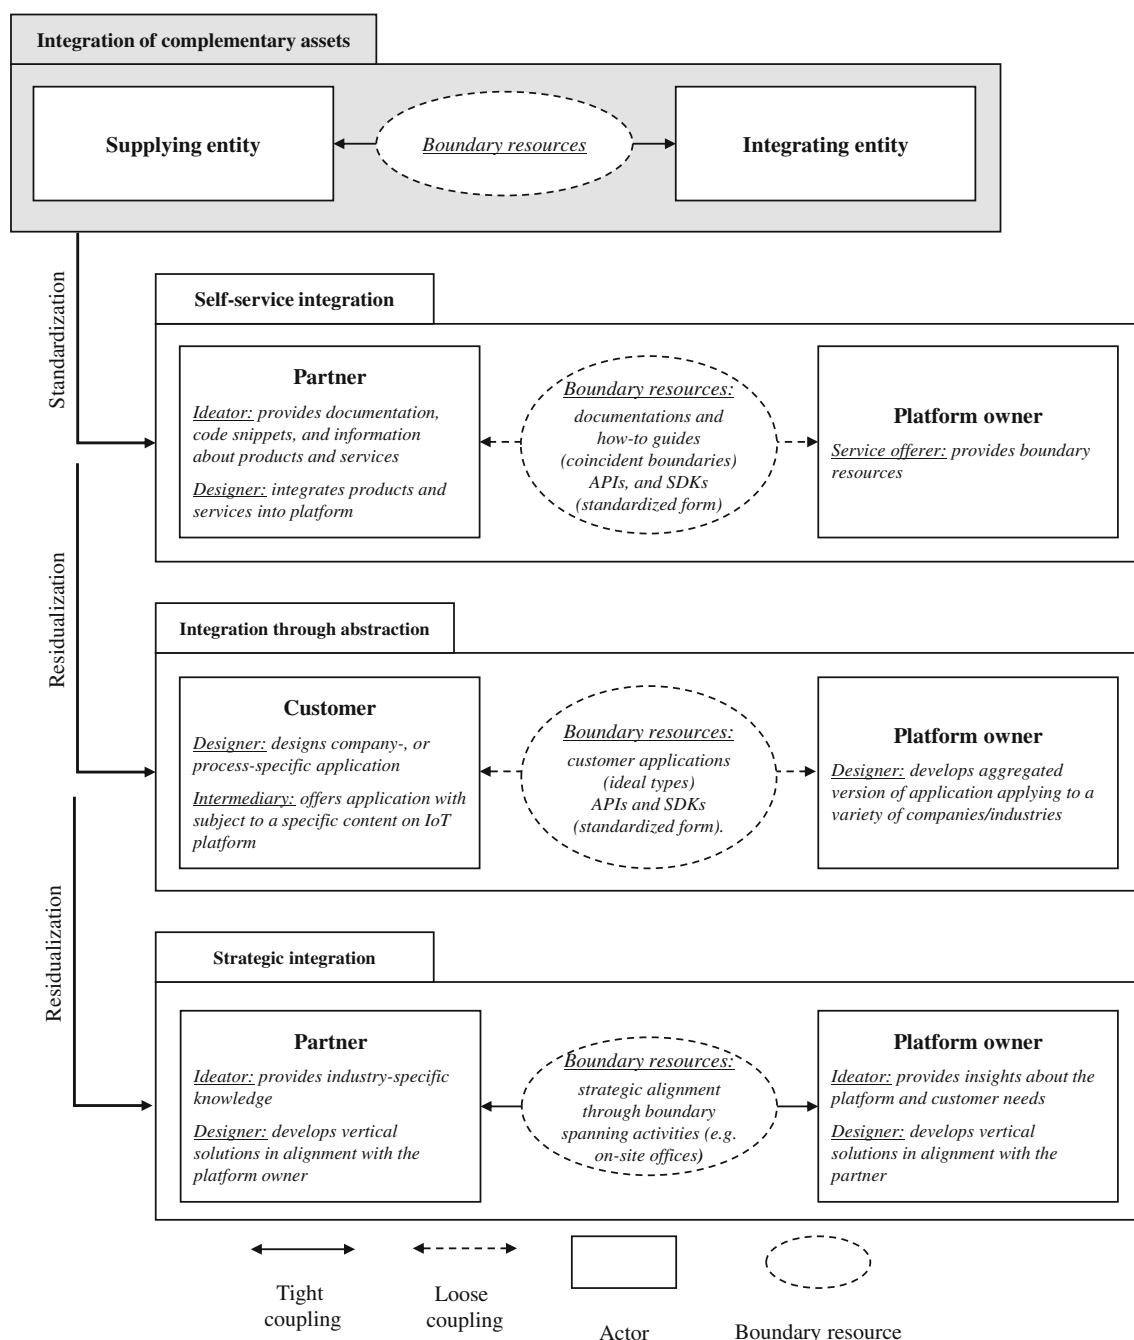 Integration of complementary assets
Supplying entity
Boundary resources
Integrating entity
Standardization
Self-service integration
Partner
Ideator: provides documentation,
code snippets, and information
about products and services
Designer: integrates products and
services into platform
Boundary resources:
documentations and
how-to guides
(coincident boundaries)
APIs, and SDKs
(standardized form)
Platform owner
Service offerer: provides boundary
resources
Residualization
Integration through abstraction
Customer
Designer: designs company-, or
process-specific application
Intermediary: offers application with
subject to a specific content on IoT
platform
Boundary resources:
customer applications
(ideal types)
APIs and SDKs
(standardized form).
Platform owner
Designer: develops aggregated
version of application applying to a
variety of companies/industries
Residualization
Strategic integration
Partner
Ideator: provides industry-specific
knowledge
Designer: develops vertical
solutions in alignment with the
platform owner
Boundary resources:
strategic alignment
through boundary
spanning activities (e.g.
on-site offices)
Platform owner
Ideator: provides insights about the
platform and customer needs
Designer: develops vertical
solutions in alignment with the
partner
Tight
coupling
Loose
coupling
Actor
Boundary resource